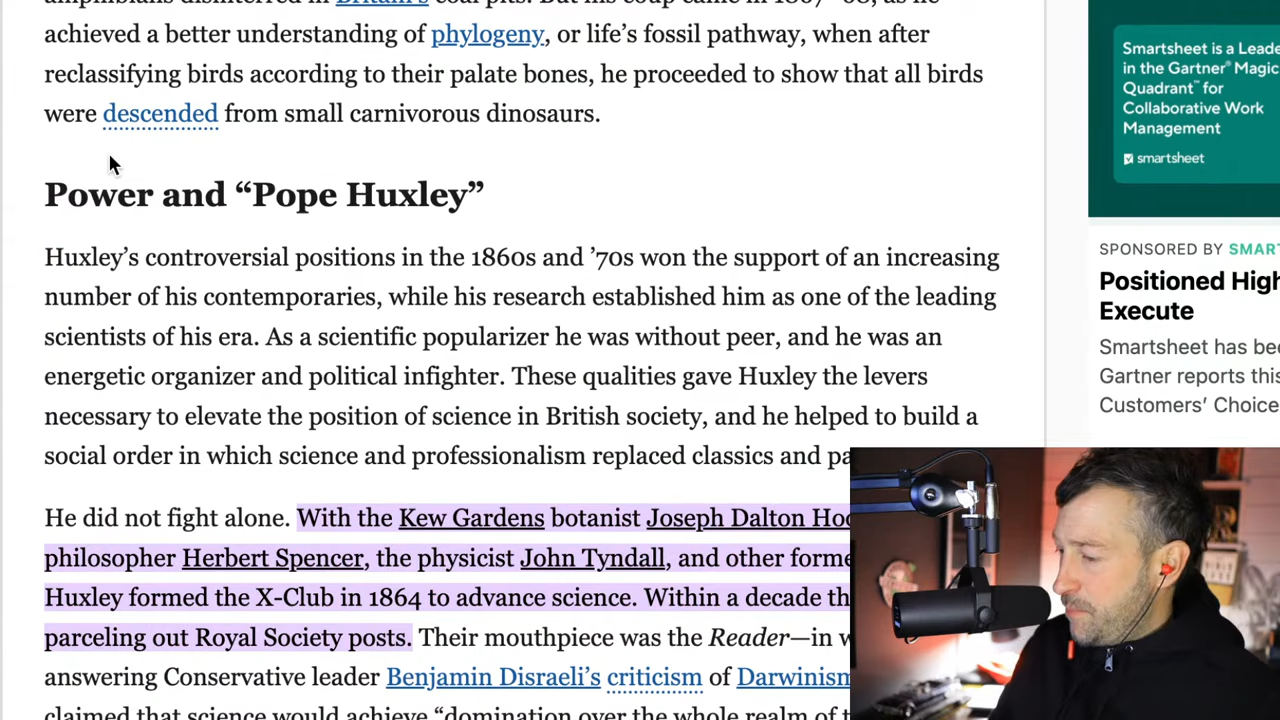 amphibians disinterred in Britain's coal pits. But his coup came in 1867–68, as he
achieved a better understanding of phylogeny, or life's fossil pathway, when after
reclassifying birds according to their palate bones, he proceeded to show that all birds
were descended from small carnivorous dinosaurs.
Power and “Pope Huxley”
Huxley's controversial positions in the 1860s and '70s won the support of an increasing
number of his contemporaries, while his research established him as one of the leading
scientists of his era. As a scientific popularizer he was without peer, and he was an
energetic organizer and political infighter. These qualities gave Huxley the levers
necessary to elevate the position of science in British society, and he helped to build a
social order in which science and professionalism replaced classics and pa
He did not fight alone. With the Kew Gardens botanist Joseph Dalton Hoo
philosopher Herbert Spencer, the physicist John Tyndall, and other forme
Huxley formed the X-Club in 1864 to advance science. Within a decade th
parceling out Royal Society posts. Their mouthpiece was the Reader—in w
answering Conservative leader Benjamin Disraeli's criticism of Darwinism
claimed that science would achieve “domination over the whole realm of t
Smartsheet is a Leade
in the Gartner® Magic
Quadrant™ for
Collaborative Work
Management
smartsheet
SPONSORED BY SMART
Positioned High
Execute
Smartsheet has bee
Gartner reports this
Customers' Choice